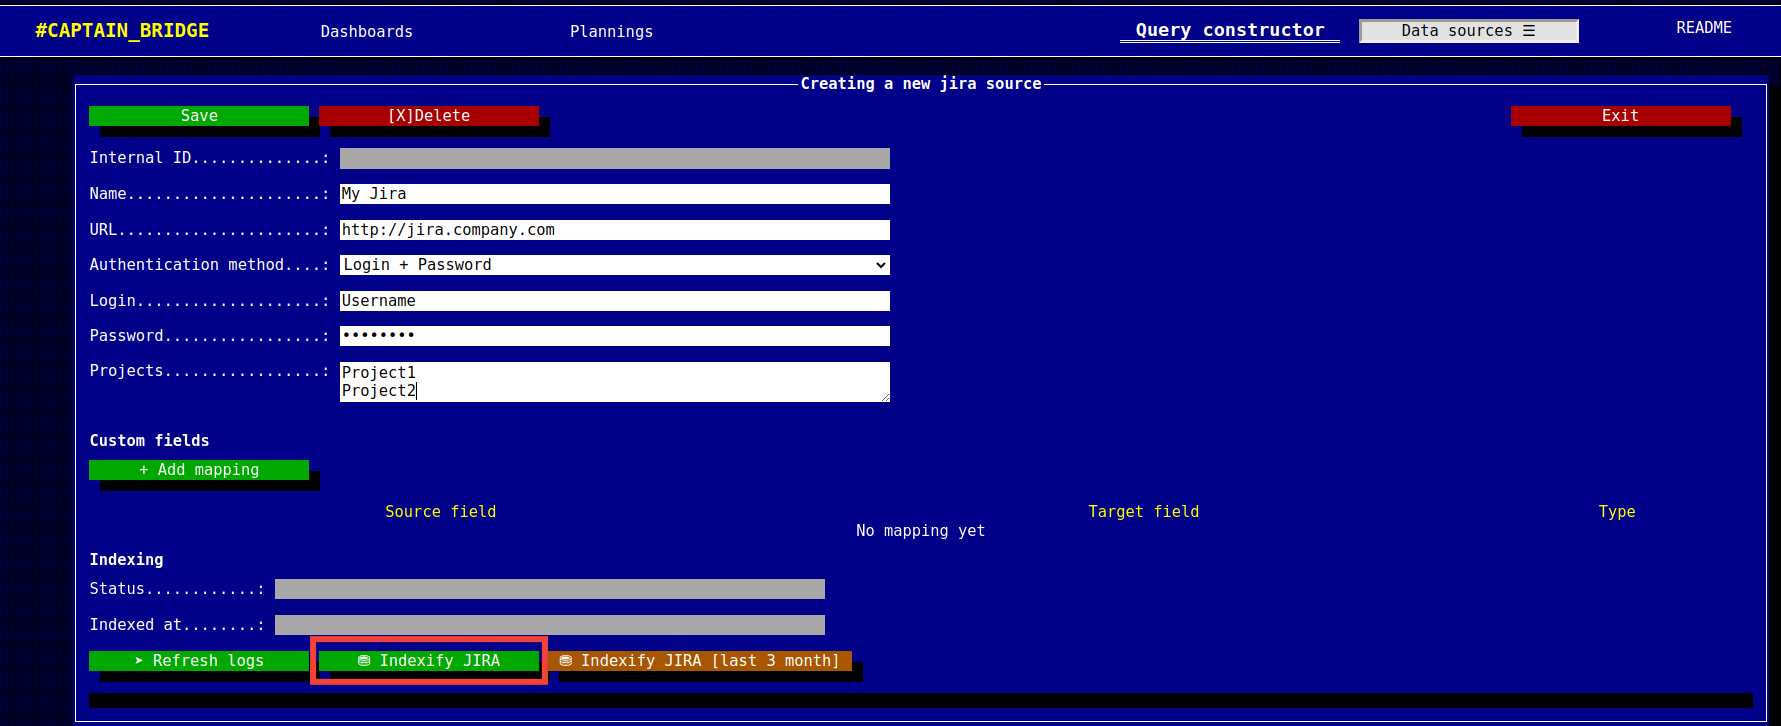 #CAPTAIN_BRIDGE Dashboards Plannings Query constructor Data sources ☰ README
Creating a new jira source
Save [X]Delete Exit
Internal ID..............:
Name.....................: My Jira
URL......................: http://jira.company.com
Authentication method....: Login + Password
Login....................: Username
Password.................: ••••••••
Projects.................: Project1
Project2
Custom fields
+ Add mapping
Source field Target field Type
No mapping yet
Indexing
Status............:
Indexed at........:
➤ Refresh logs ⛃ Indexify JIRA ⛃ Indexify JIRA [last 3 month]